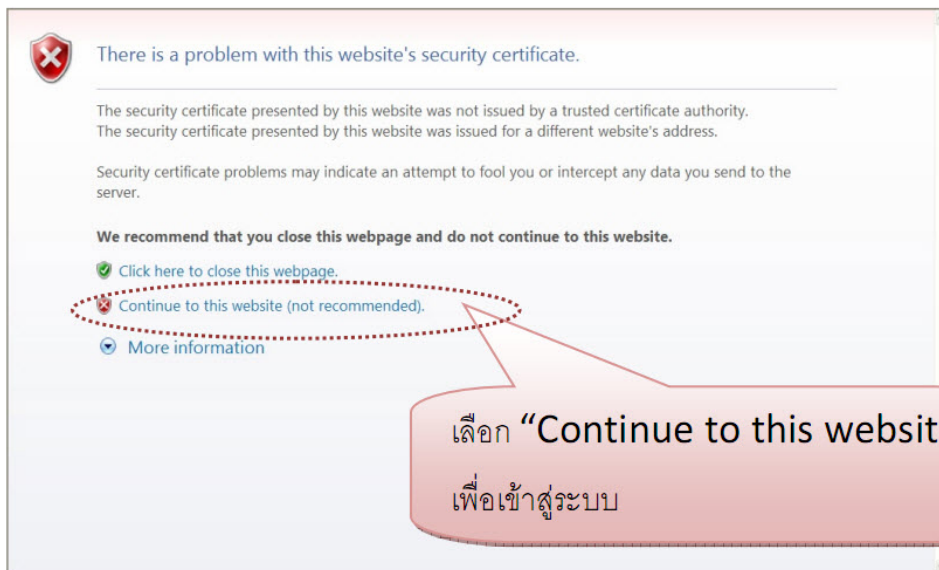 There is a problem with this website's security certificate.
The security certificate presented by this website was not issued by a trusted certificate authority.
The security certificate presented by this website was issued for a different website's address.
Security certificate problems may indicate an attempt to fool you or intercept any data you send to the
server.
We recommend that you close this webpage and do not continue to this website.
Click here to close this webpage.
Continue to this website (not recommended).
More information
เลือก “Continue to this websit
เพื่อเข้าสู่ระบบ